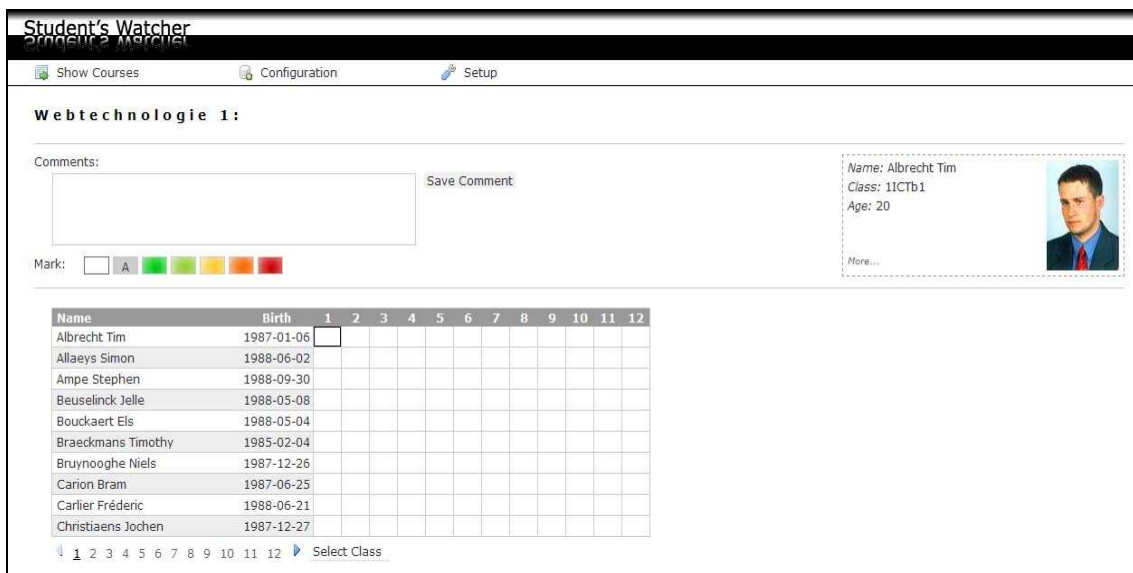 Student's Watcher
Show Courses Configuration Setup
Webtechnologie 1:
Comments:
Save Comment
Name: Albrecht Tim
Class: 1ICTb1
Age: 20
More...
Mark: A
Name Birth 1 2 3 4 5 6 7 8 9 10 11 12
Albrecht Tim 1987-01-06
Allaeys Simon 1988-06-02
Ampe Stephen 1988-09-30
Beuselinck Jelle 1988-05-08
Bouckaert Els 1988-05-04
Braeckmans Timothy 1985-02-04
Bruynooghe Niels 1987-12-26
Carion Bram 1987-06-25
Carlier Fréderic 1988-06-21
Christiaens Jochen 1987-12-27
1 2 3 4 5 6 7 8 9 10 11 12 Select Class